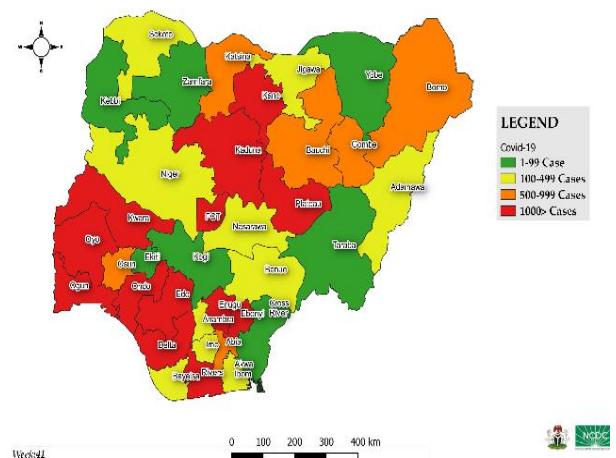 N
Sokoto
Katsina
Jigawa
Yobe
Borno
Zamfara
Kano
Kebbi
LEGEND
Covid-19
1-99 Case
100-499 Cases
500-999 Cases
1000> Cases
Kaduna
Bauchi
Gombe
Niger
Adamawa
Kwara
FCT
Plateau
Nasarawa
Oyo
Taraba
Osun
Ekiti
Kogi
Benue
Ogun
Ondo
Edo
Enugu
Cross
River
Anambra
Ebonyi
Delta
Imo
Abia
Bayelsa
Rivers
Akwa
Ibom
Week:41
0 100 200 300 400 km
NCDC